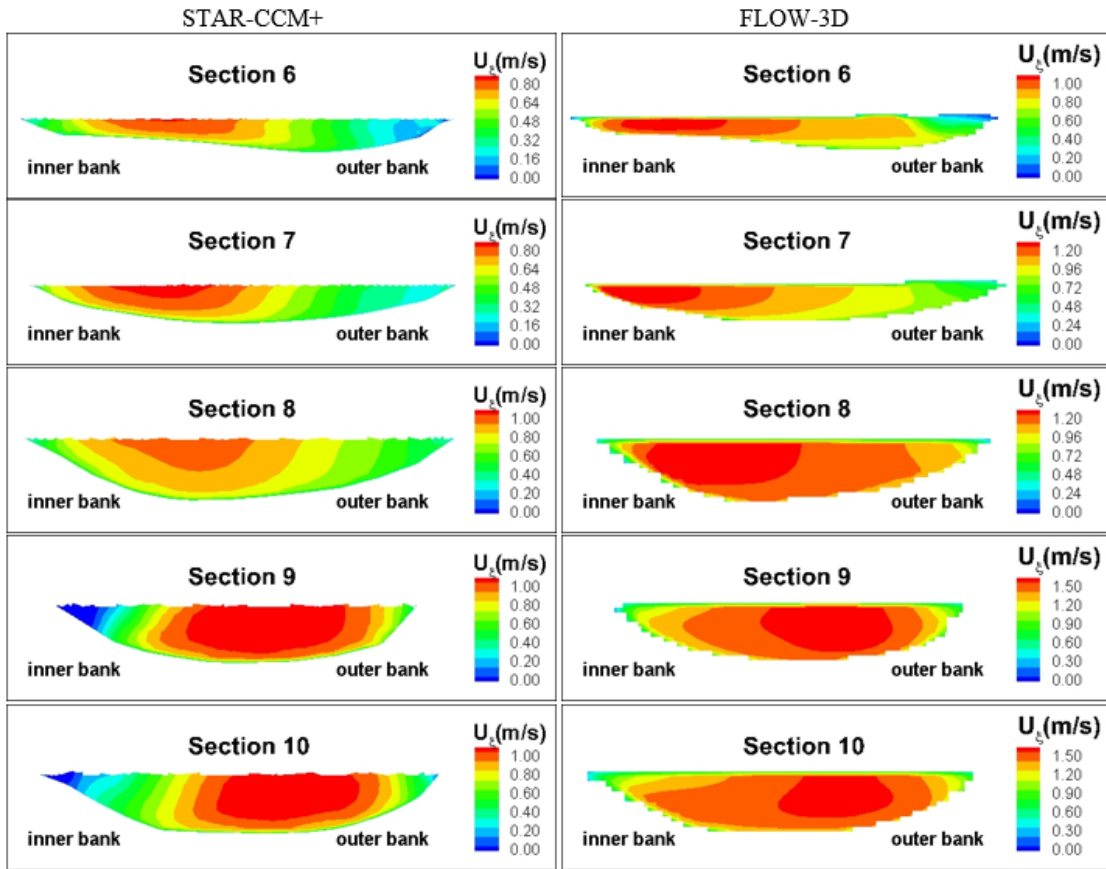 STAR-CCM+
FLOW-3D
Section 6
Uξ(m/s)
0.80
0.64
0.48
0.32
0.16
0.00
inner bank
outer bank
Section 6
Uξ(m/s)
1.00
0.80
0.60
0.40
0.20
0.00
inner bank
outer bank
Section 7
Uξ(m/s)
0.80
0.64
0.48
0.32
0.16
0.00
inner bank
outer bank
Section 7
Uξ(m/s)
1.20
0.96
0.72
0.48
0.24
0.00
inner bank
outer bank
Section 8
Uξ(m/s)
1.00
0.80
0.60
0.40
0.20
0.00
inner bank
outer bank
Section 8
Uξ(m/s)
1.20
0.96
0.72
0.48
0.24
0.00
inner bank
outer bank
Section 9
Uξ(m/s)
1.00
0.80
0.60
0.40
0.20
0.00
inner bank
outer bank
Section 9
Uξ(m/s)
1.50
1.20
0.90
0.60
0.30
0.00
inner bank
outer bank
Section 10
Uξ(m/s)
1.00
0.80
0.60
0.40
0.20
0.00
inner bank
outer bank
Section 10
Uξ(m/s)
1.50
1.20
0.90
0.60
0.30
0.00
inner bank
outer bank